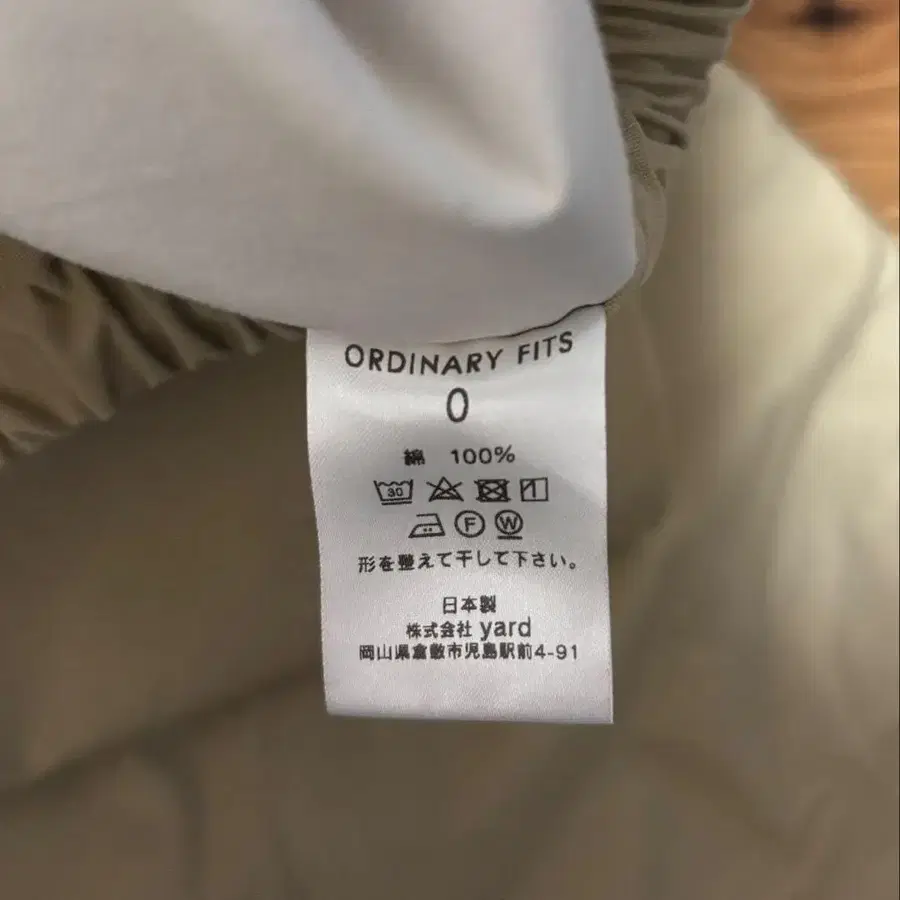 ORDINARY FITS
0
綿 100%
30
F W
形を整えて干して下さい。
日本製
株式会社 yard
岡山県倉敷市児島駅前4-91